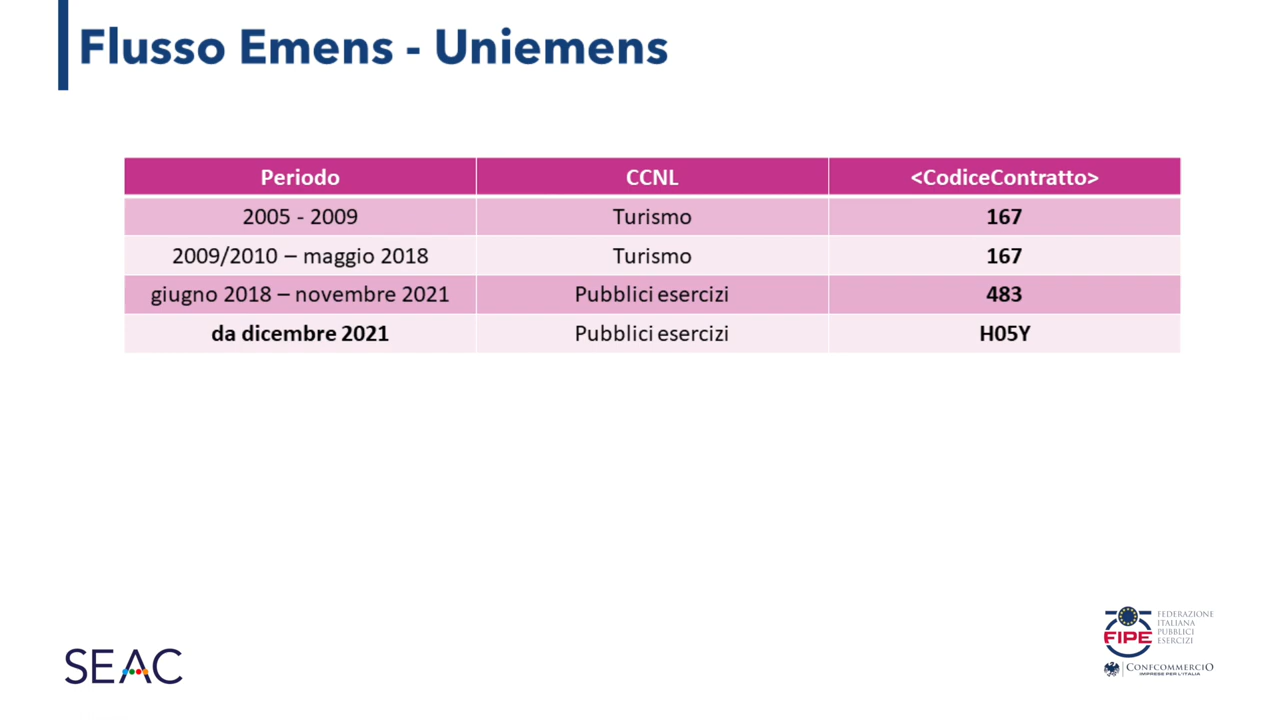 Flusso Emens - Uniemens
Periodo CCNL <CodiceContratto>
2005 - 2009 Turismo 167
2009/2010 – maggio 2018 Turismo 167
giugno 2018 – novembre 2021 Pubblici esercizi 483
da dicembre 2021 Pubblici esercizi H05Y
SEAC
FIPE
FEDERAZIONE
ITALIANA
PUBBLICI
ESERCIZI
CONFCOMMERCIO
IMPRESE PER L'ITALIA